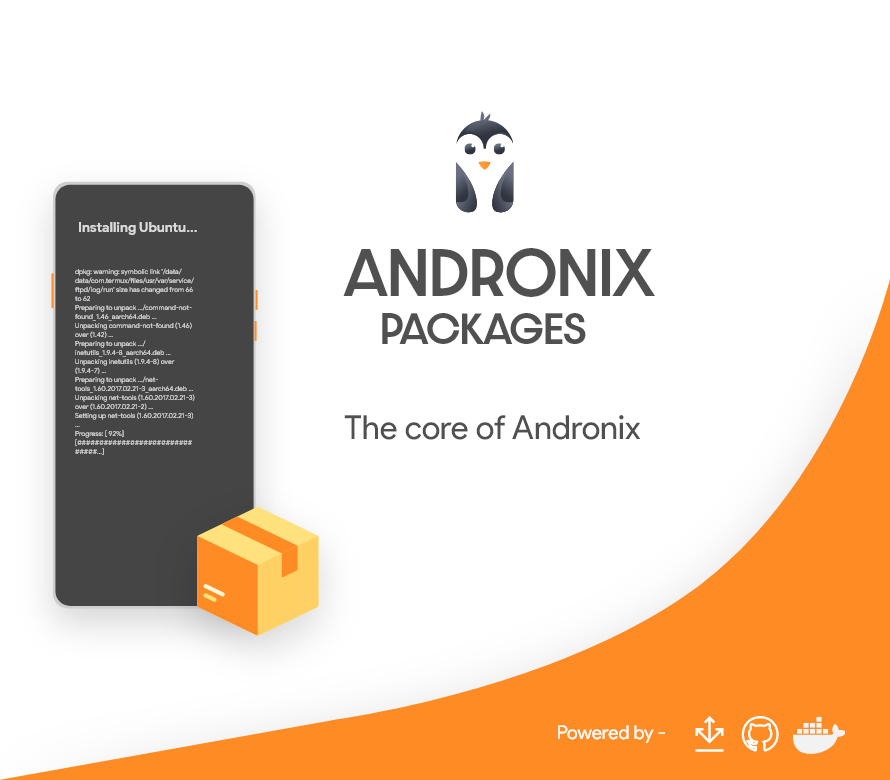 Installing Ubuntu...
dpkg: warning: symbolic link '/data/
data/com.termux/files/usr/var/service/
ftpd/log/run' size has changed from 66
to 62
Preparing to unpack .../command-not-
found_1.46_aarch64.deb ...
Unpacking command-not-found (1.46)
over (1.42) ...
Preparing to unpack .../
inetutils_1.9.4-8_aarch64.deb ...
Unpacking inetutils (1.9.4-8) over
(1.9.4-7) ...
Preparing to unpack .../net-
tools_1.60.2017.02.21-3_aarch64.deb ...
Unpacking net-tools (1.60.2017.02.21-3)
over (1.60.2017.02.21-2) ...
Setting up net-tools (1.60.2017.02.21-3)
...
Progress: [ 92%]
[##########################
#####...]
ANDRONIX
PACKAGES
The core of Andronix
Powered by -